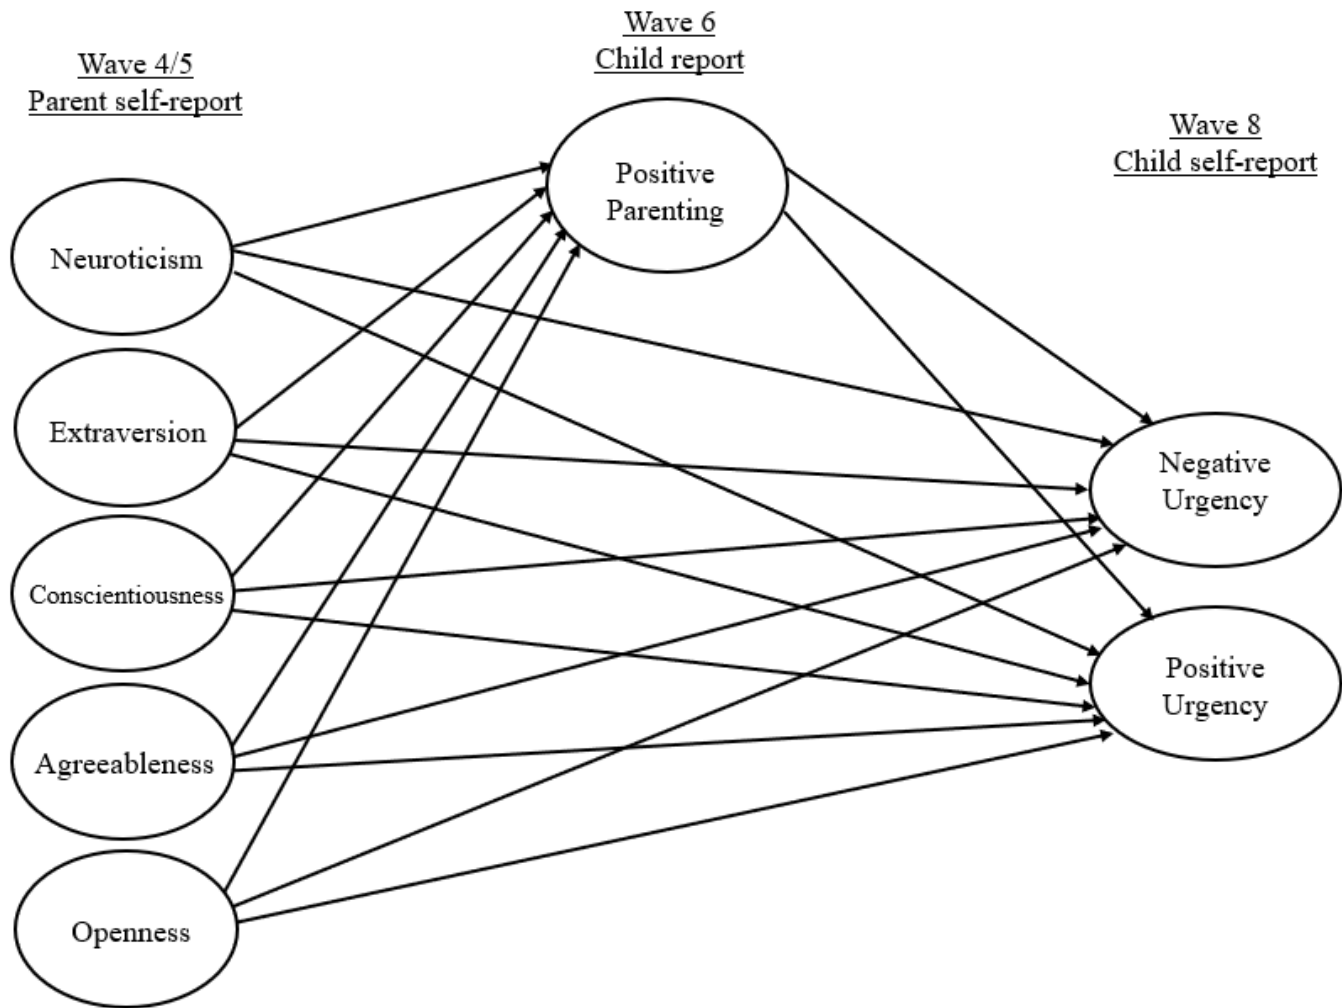 Wave 4/5
Parent self-report
Wave 6
Child report
Wave 8
Child self-report
Neuroticism
Extraversion
Conscientiousness
Agreeableness
Openness
Positive
Parenting
Negative
Urgency
Positive
Urgency